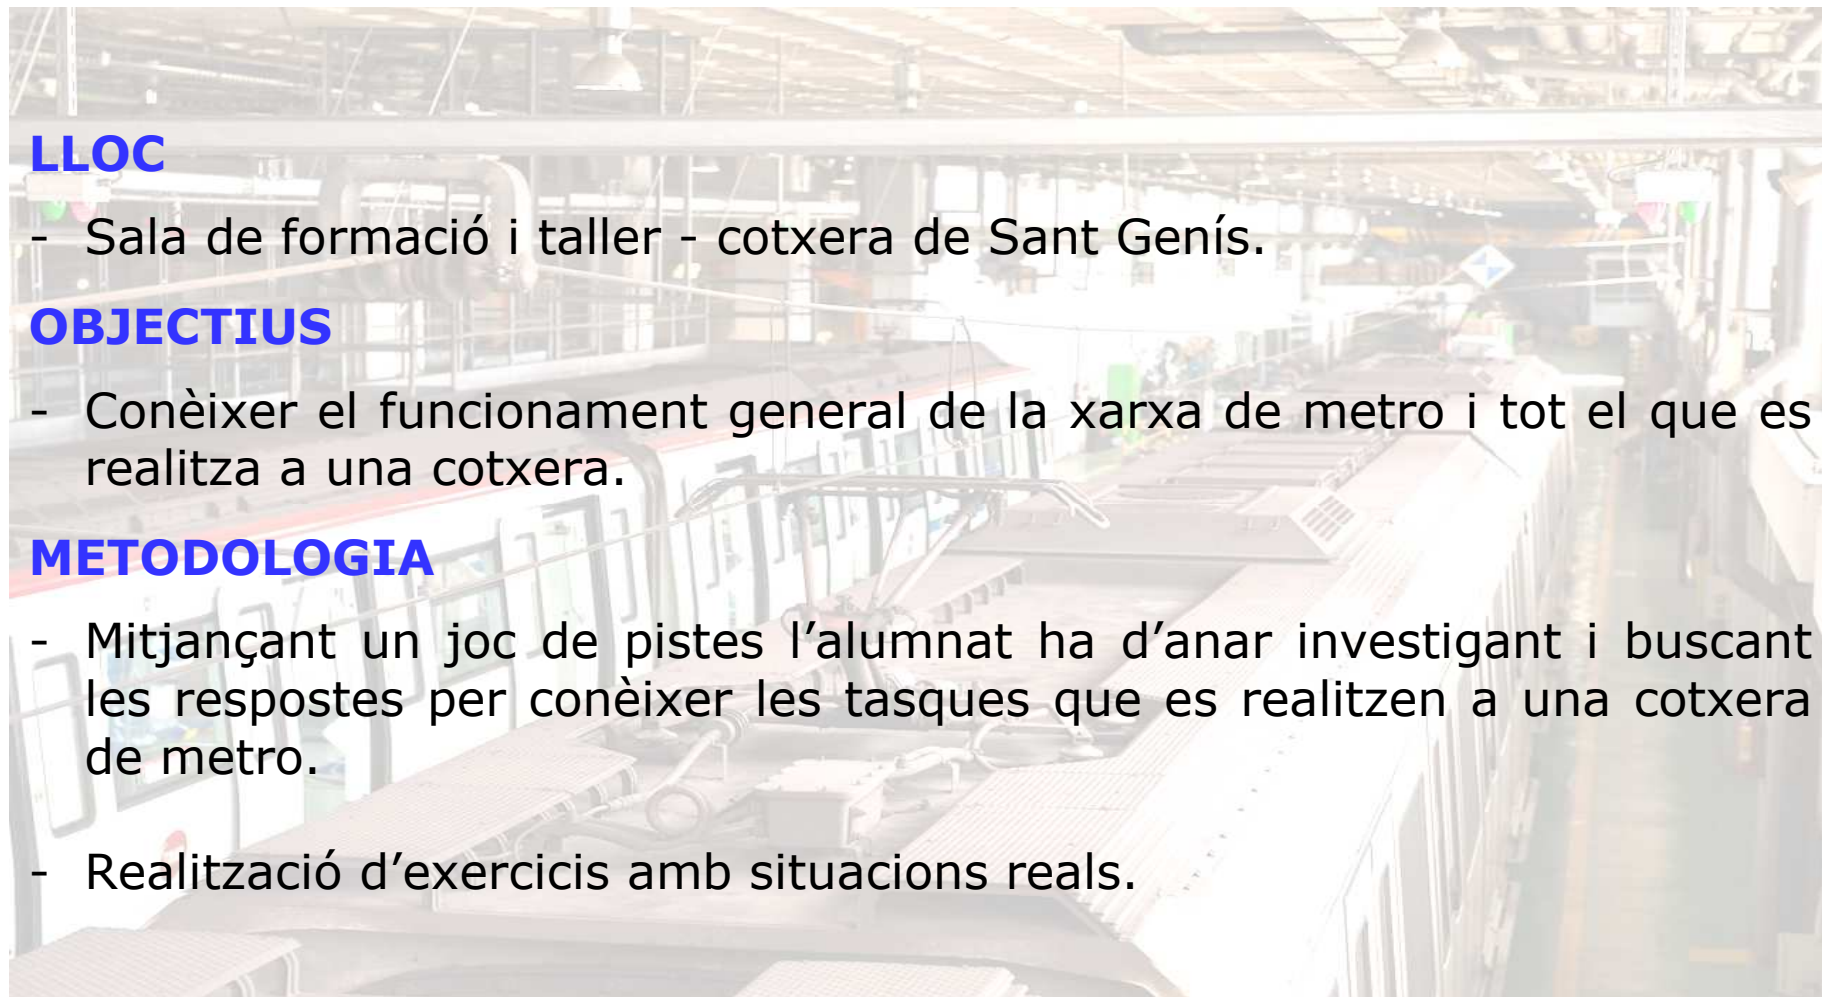 LLOC
- Sala de formació i taller - cotxera de Sant Genís.
OBJECTIUS
- Conèixer el funcionament general de la xarxa de metro i tot el que es
realitza a una cotxera.
METODOLOGIA
- Mitjançant un joc de pistes l’alumnat ha d’anar investigant i buscant
les respostes per conèixer les tasques que es realitzen a una cotxera
de metro.
- Realització d’exercicis amb situacions reals.